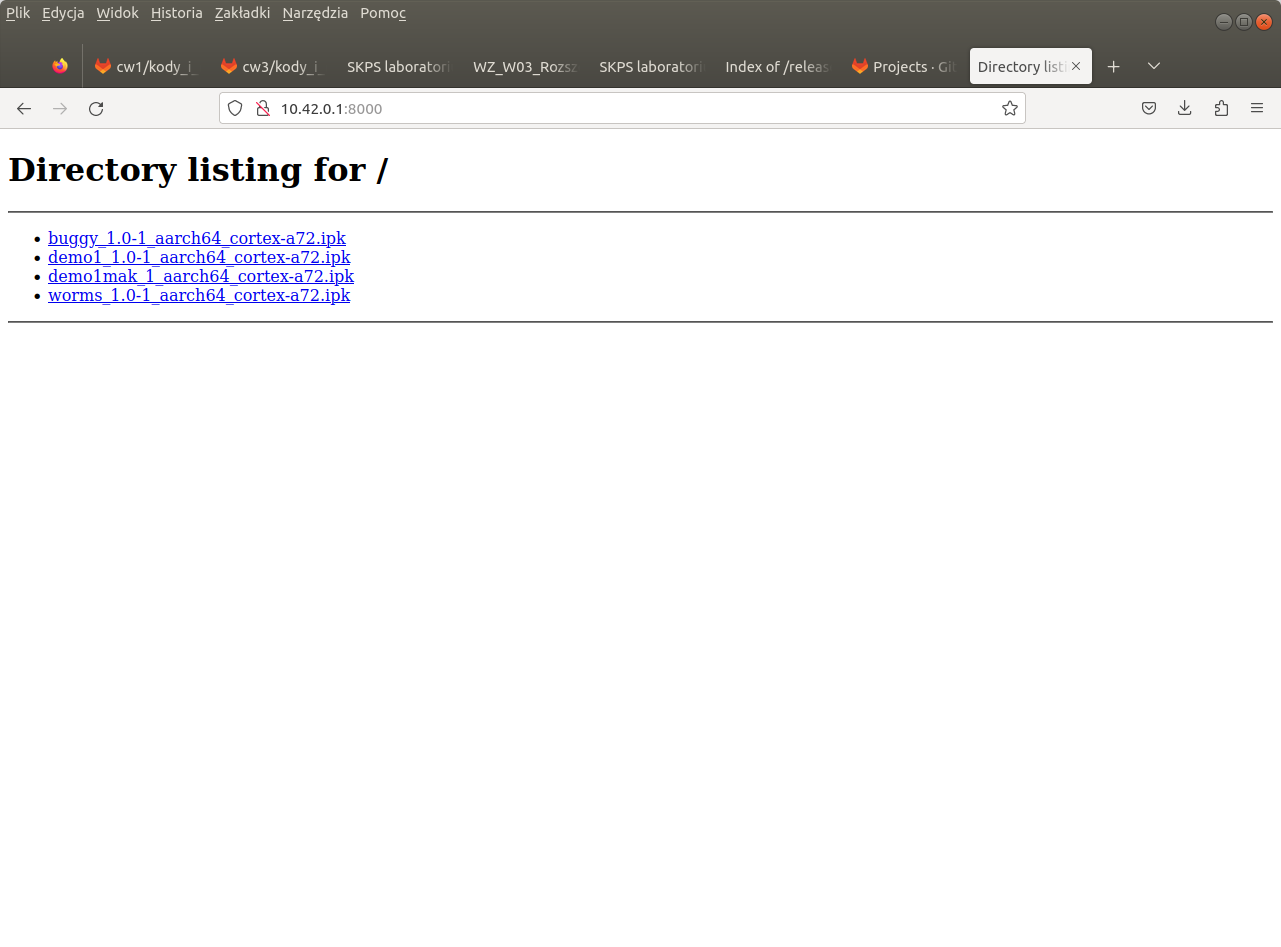 Plik Edycja Widok Historia Zakładki Narzędzia Pomoc
cw1/kody_i_ cw3/kody_i_ SKPS laboratori WZ_W03_Rozsz SKPS laboratori Index of /releas Projects · Git Directory listi
10.42.0.1:8000
Directory listing for /
buggy_1.0-1_aarch64_cortex-a72.ipk
demo1_1.0-1_aarch64_cortex-a72.ipk
demo1mak_1_aarch64_cortex-a72.ipk
worms_1.0-1_aarch64_cortex-a72.ipk